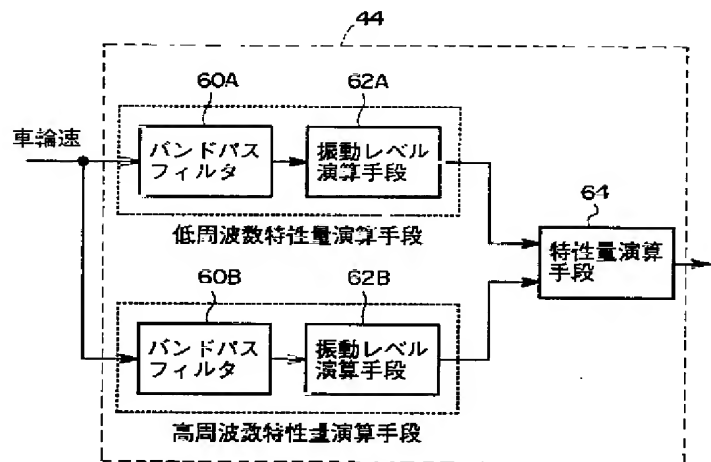 44
60A
62A
車輪速
バンドパス
フィルタ
振動レベル
演算手段
64
低周波数特性量演算手段
特性量演算
手段
60B
62B
バンドパス
フィルタ
振動レベル
演算手段
高周波数特性量演算手段